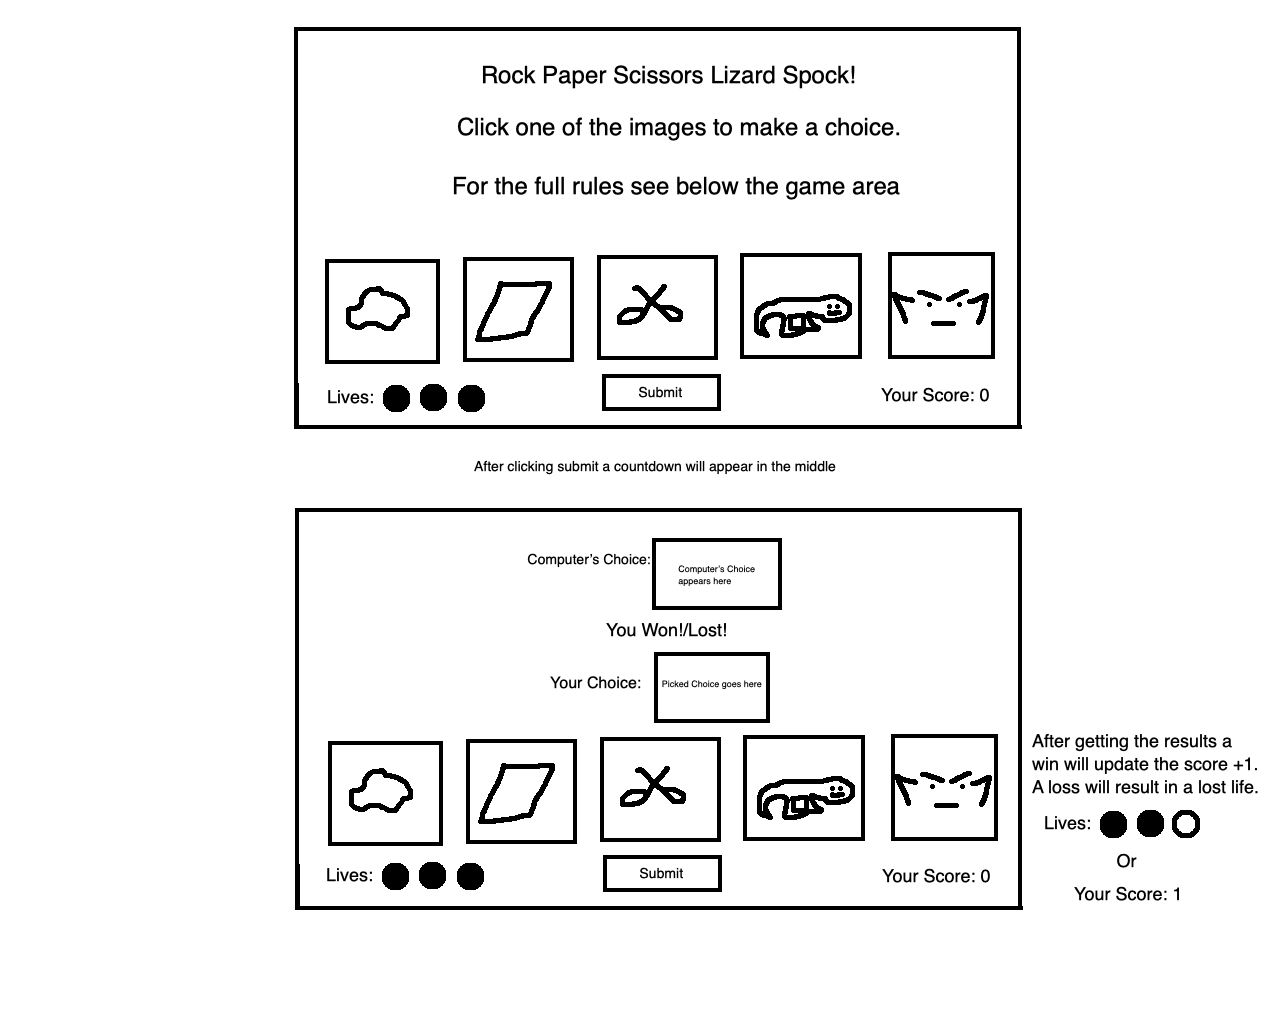 Rock Paper Scissors Lizard Spock!
Click one of the images to make a choice.
For the full rules see below the game area
Lives:
Submit
Your Score: 0
After clicking submit a countdown will appear in the middle
Computer's Choice:
Computer's Choice
appears here
You Won!/Lost!
Your Choice:
Picked Choice goes here
Lives:
Submit
Your Score: 0
After getting the results a
win will update the score +1.
A loss will result in a lost life.
Lives:
Or
Your Score: 1